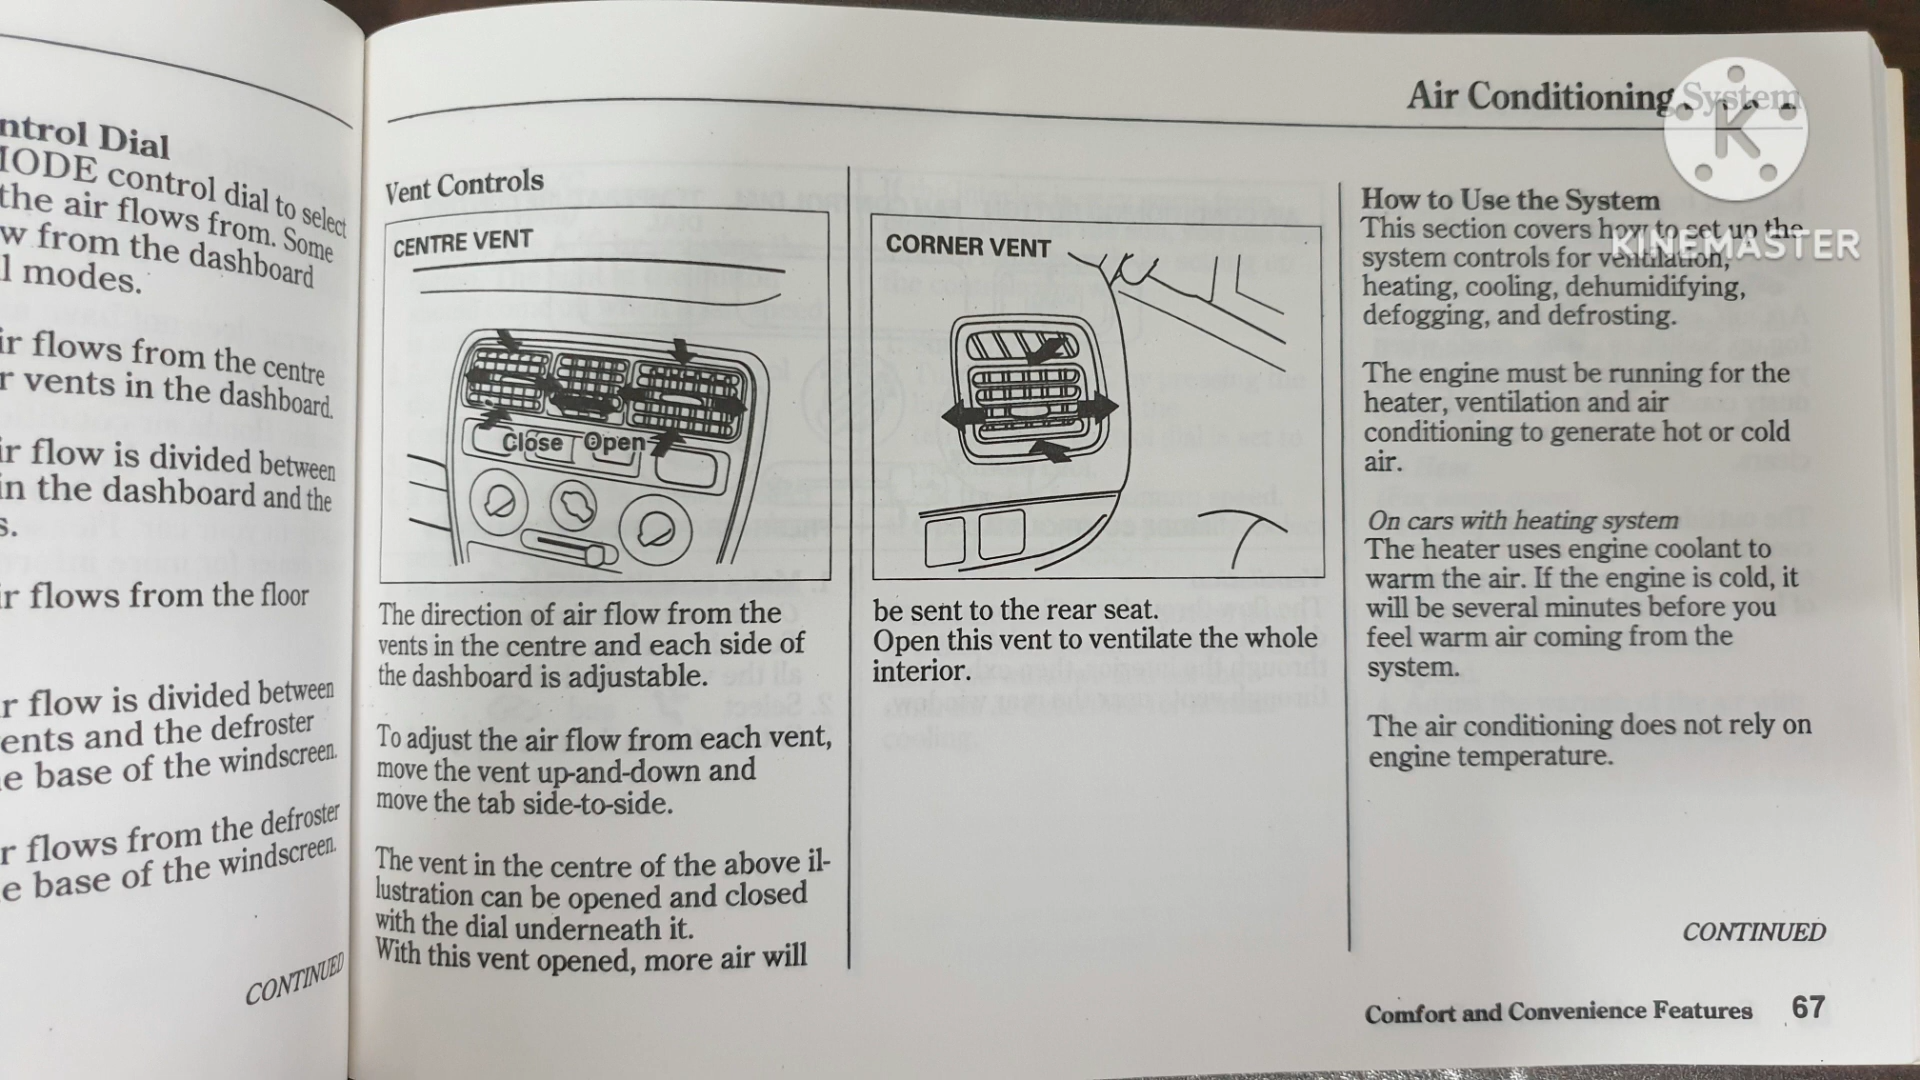 ntrol Dial
MODE control dial to select
the air flows from. Some
w from the dashboard
l modes.
ir flows from the centre
r vents in the dashboard.
ir flow is divided between
in the dashboard and the
s.
ir flows from the floor
r flow is divided between
ents and the defroster
e base of the windscreen.
r flows from the defroster
e base of the windscreen.
CONTINUED
Air Conditioning System
Vent Controls
CENTRE VENT
Close Open
The direction of air flow from the
vents in the centre and each side of
the dashboard is adjustable.
To adjust the air flow from each vent,
move the vent up-and-down and
move the tab side-to-side.
The vent in the centre of the above il-
lustration can be opened and closed
with the dial underneath it.
With this vent opened, more air will
CORNER VENT
be sent to the rear seat.
Open this vent to ventilate the whole
interior.
How to Use the System
This section covers how to set up the
system controls for ventilation,
heating, cooling, dehumidifying,
defogging, and defrosting.
The engine must be running for the
heater, ventilation and air
conditioning to generate hot or cold
air.
On cars with heating system
The heater uses engine coolant to
warm the air. If the engine is cold, it
will be several minutes before you
feel warm air coming from the
system.
The air conditioning does not rely on
engine temperature.
CONTINUED
Comfort and Convenience Features 67
K
KINEMASTER